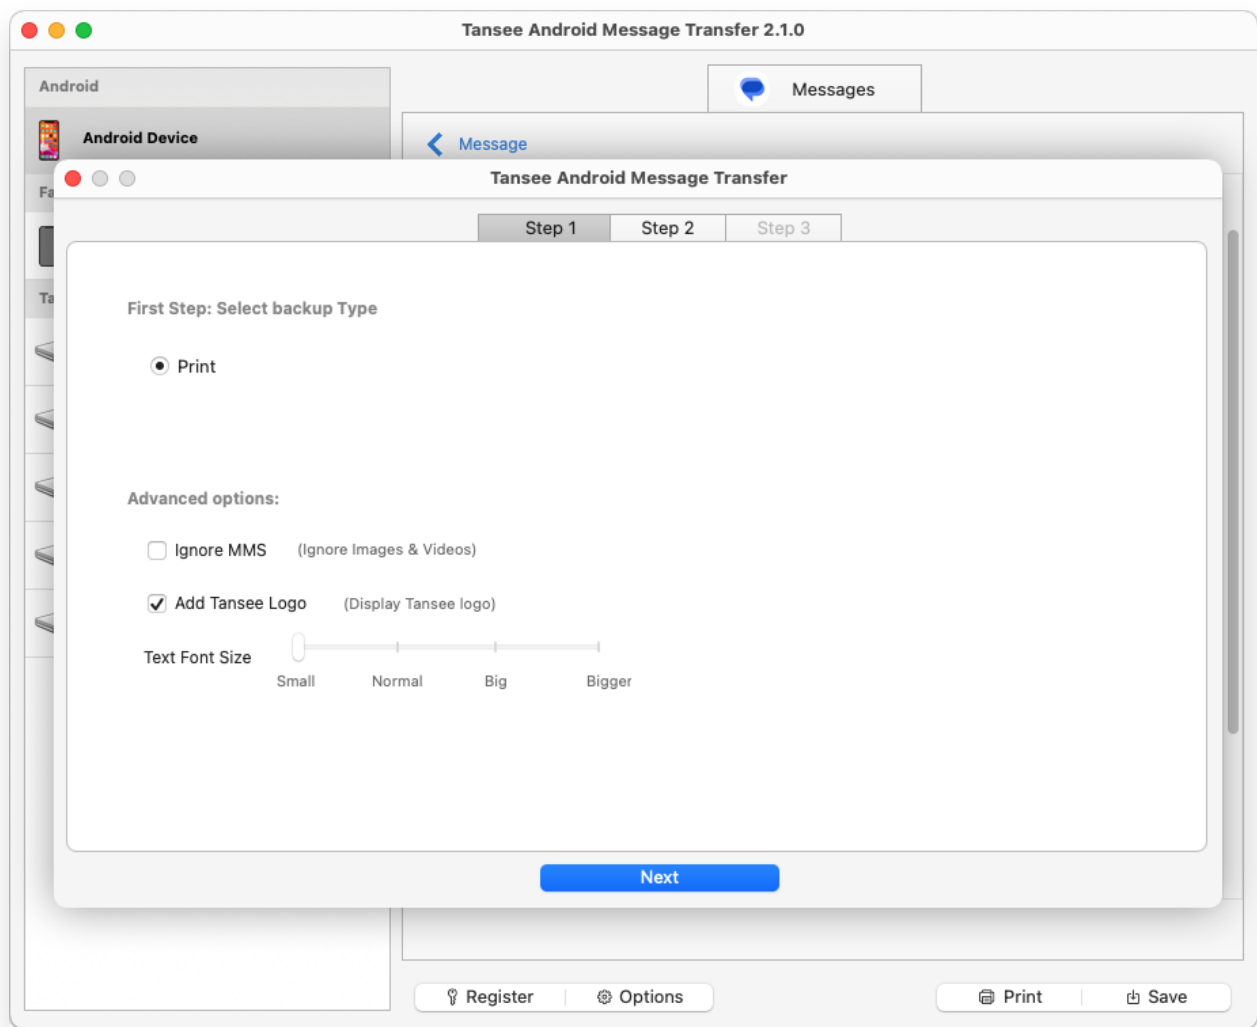 Tansee Android Message Transfer 2.1.0
Android
Messages
Android Device
Message
Fa
Tansee Android Message Transfer
Step 1 Step 2 Step 3
Ta
First Step: Select backup Type
Print
Advanced options:
Ignore MMS (Ignore Images & Videos)
Add Tansee Logo (Display Tansee logo)
Text Font Size
Small Normal Big Bigger
Next
Register Options Print Save